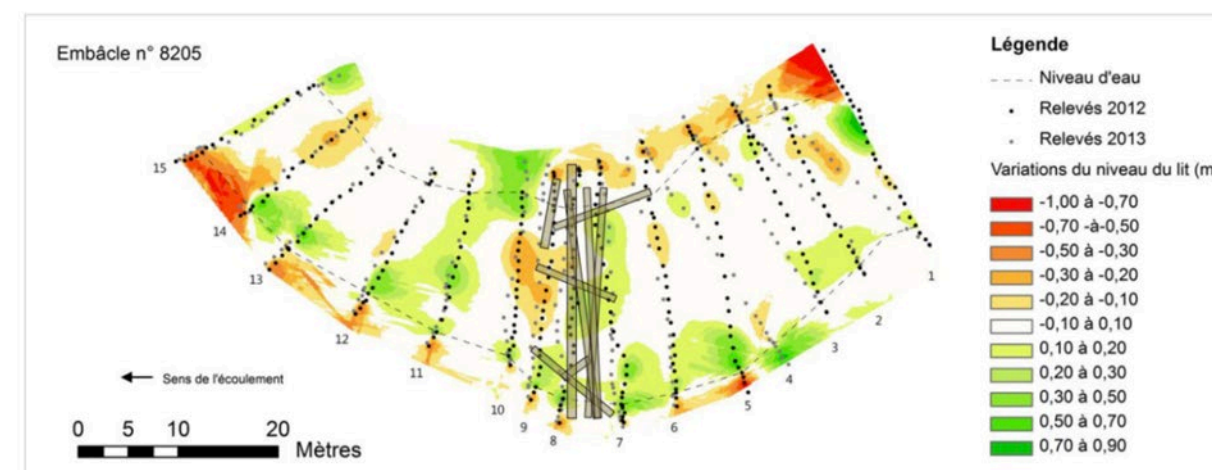 Embâcle n° 8205
15
14
13
12
11
10
9
8
7
6
5
4
3
2
1
Sens de l'écoulement
0 5 10 20
Mètres
Légende
Niveau d'eau
Relevés 2012
Relevés 2013
Variations du niveau du lit (m
-1,00 à -0,70
-0,70 -à-0,50
-0,50 à -0,30
-0,30 à -0,20
-0,20 à -0,10
-0,10 à 0,10
0,10 à 0,20
0,20 à 0,30
0,30 à 0,50
0,50 à 0,70
0,70 à 0,90